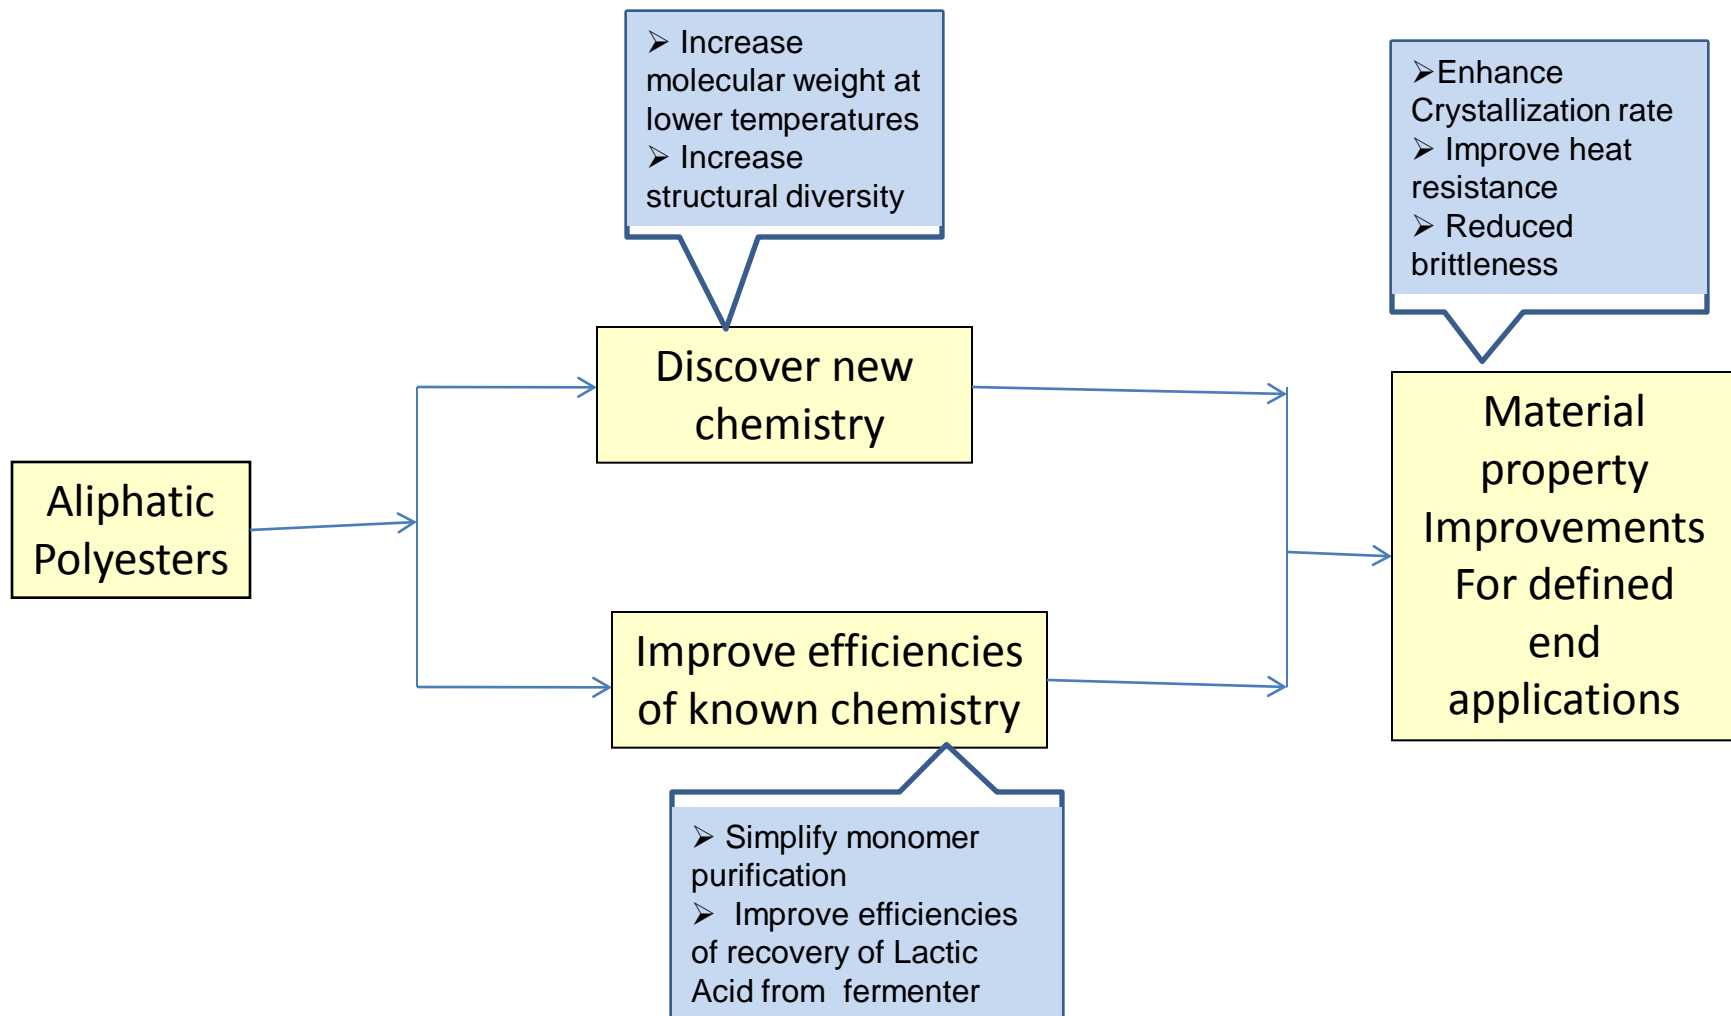 ➢ Increase
molecular weight at
lower temperatures
➢ Increase
structural diversity
➢Enhance
Crystallization rate
➢ Improve heat
resistance
➢ Reduced
brittleness
Discover new
chemistry
Aliphatic
Polyesters
Material
property
Improvements
For defined
end
applications
Improve efficiencies
of known chemistry
➢ Simplify monomer
purification
➢ Improve efficiencies
of recovery of Lactic
Acid from fermenter